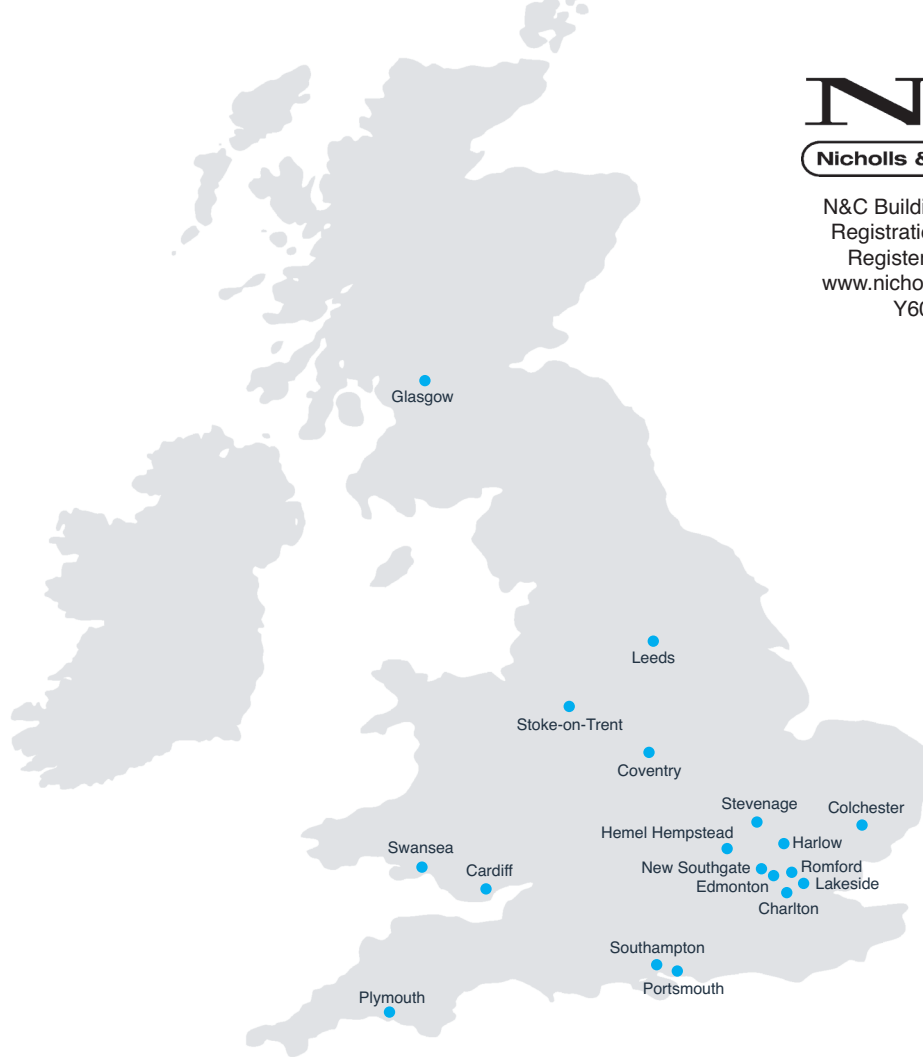 N
Nicholls &
N&C Buildi
Registratio
Register
www.nicho
Y60
Glasgow
Leeds
Stoke-on-Trent
Coventry
Stevenage
Colchester
Hemel Hempstead
Harlow
Swansea
Cardiff
New Southgate
Romford
Edmonton
Lakeside
Charlton
Southampton
Portsmouth
Plymouth